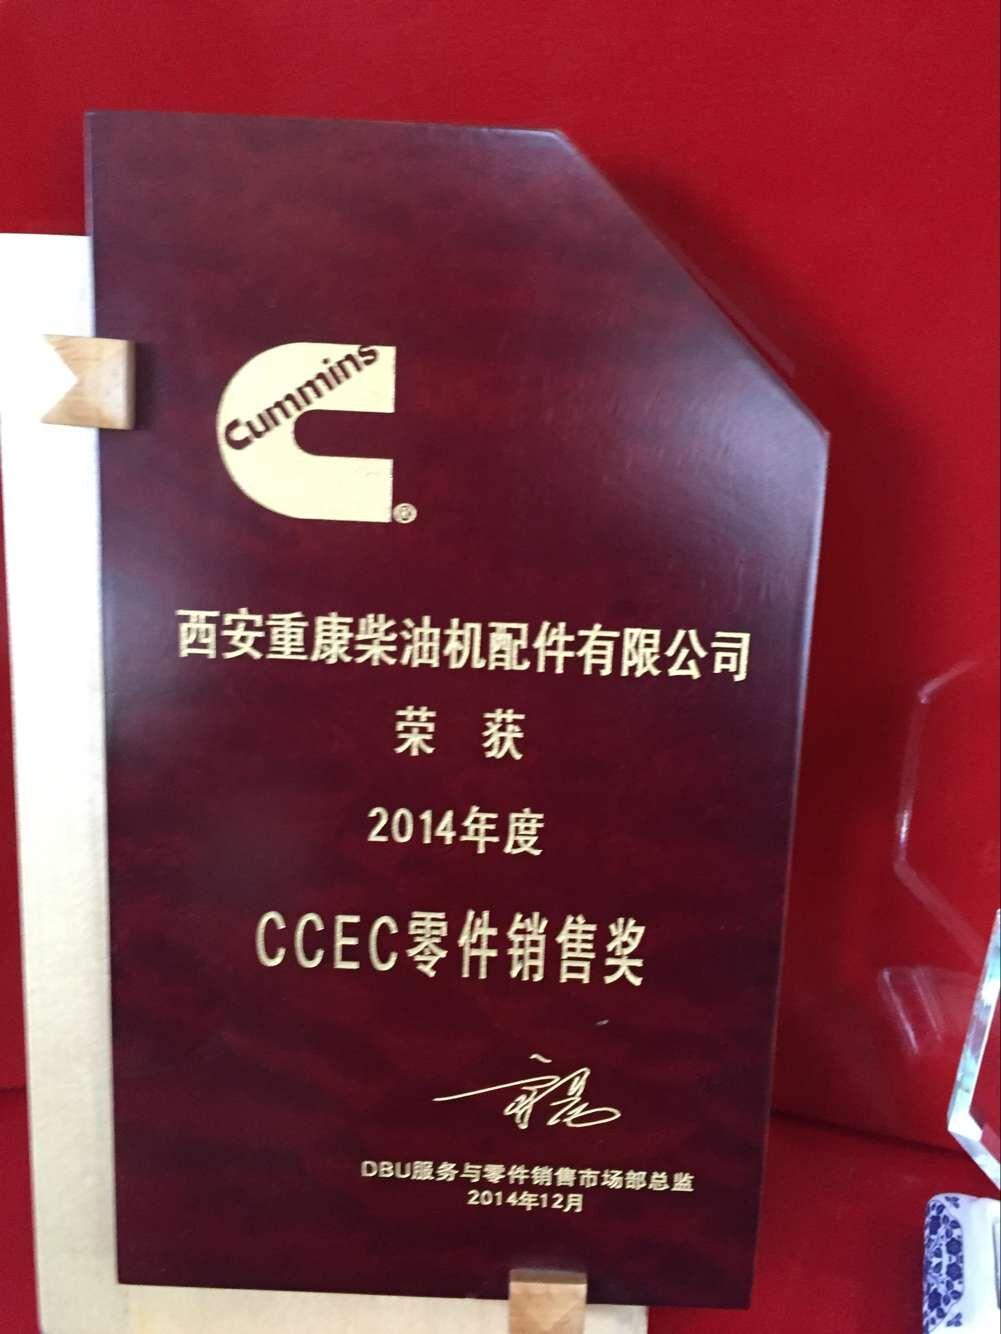 Cummins
®
西安重康柴油机配件有限公司
荣 获
2014年度
CCEC零件销售奖
DBU服务与零件销售市场部总监
2014年12月